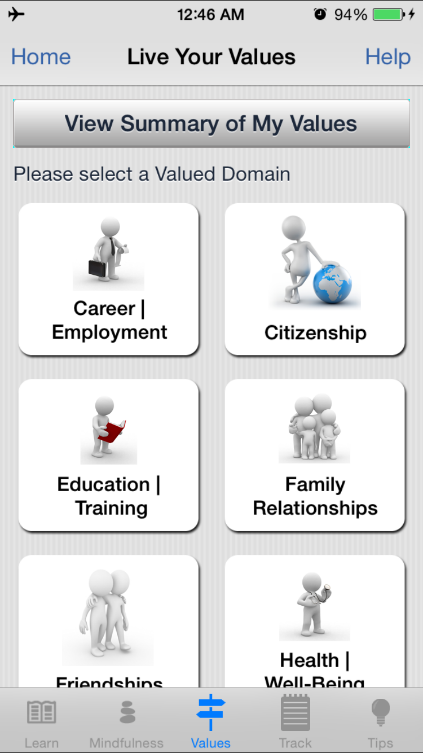 12:46 AM
94%
Home
Live Your Values
Help
View Summary of My Values
Please select a Valued Domain
Career |
Employment
Citizenship
Education |
Training
Family
Relationships
Friendships
Health |
Well-Being
Learn
Mindfulness
Values
Track
Tips